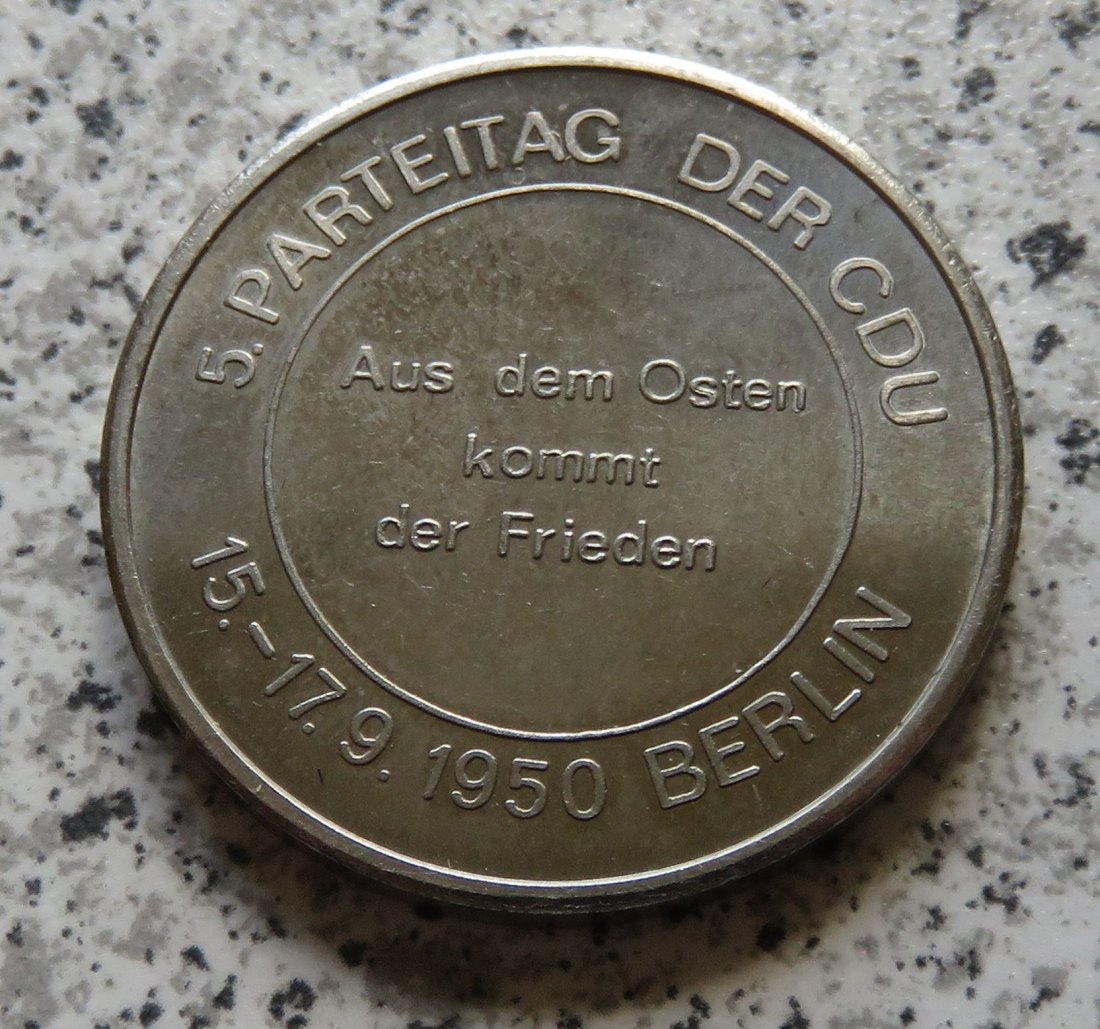 5. PARTEITAG DER CDU
Aus dem Osten
kommt
der Frieden
15.-17.9.1950 BERLIN